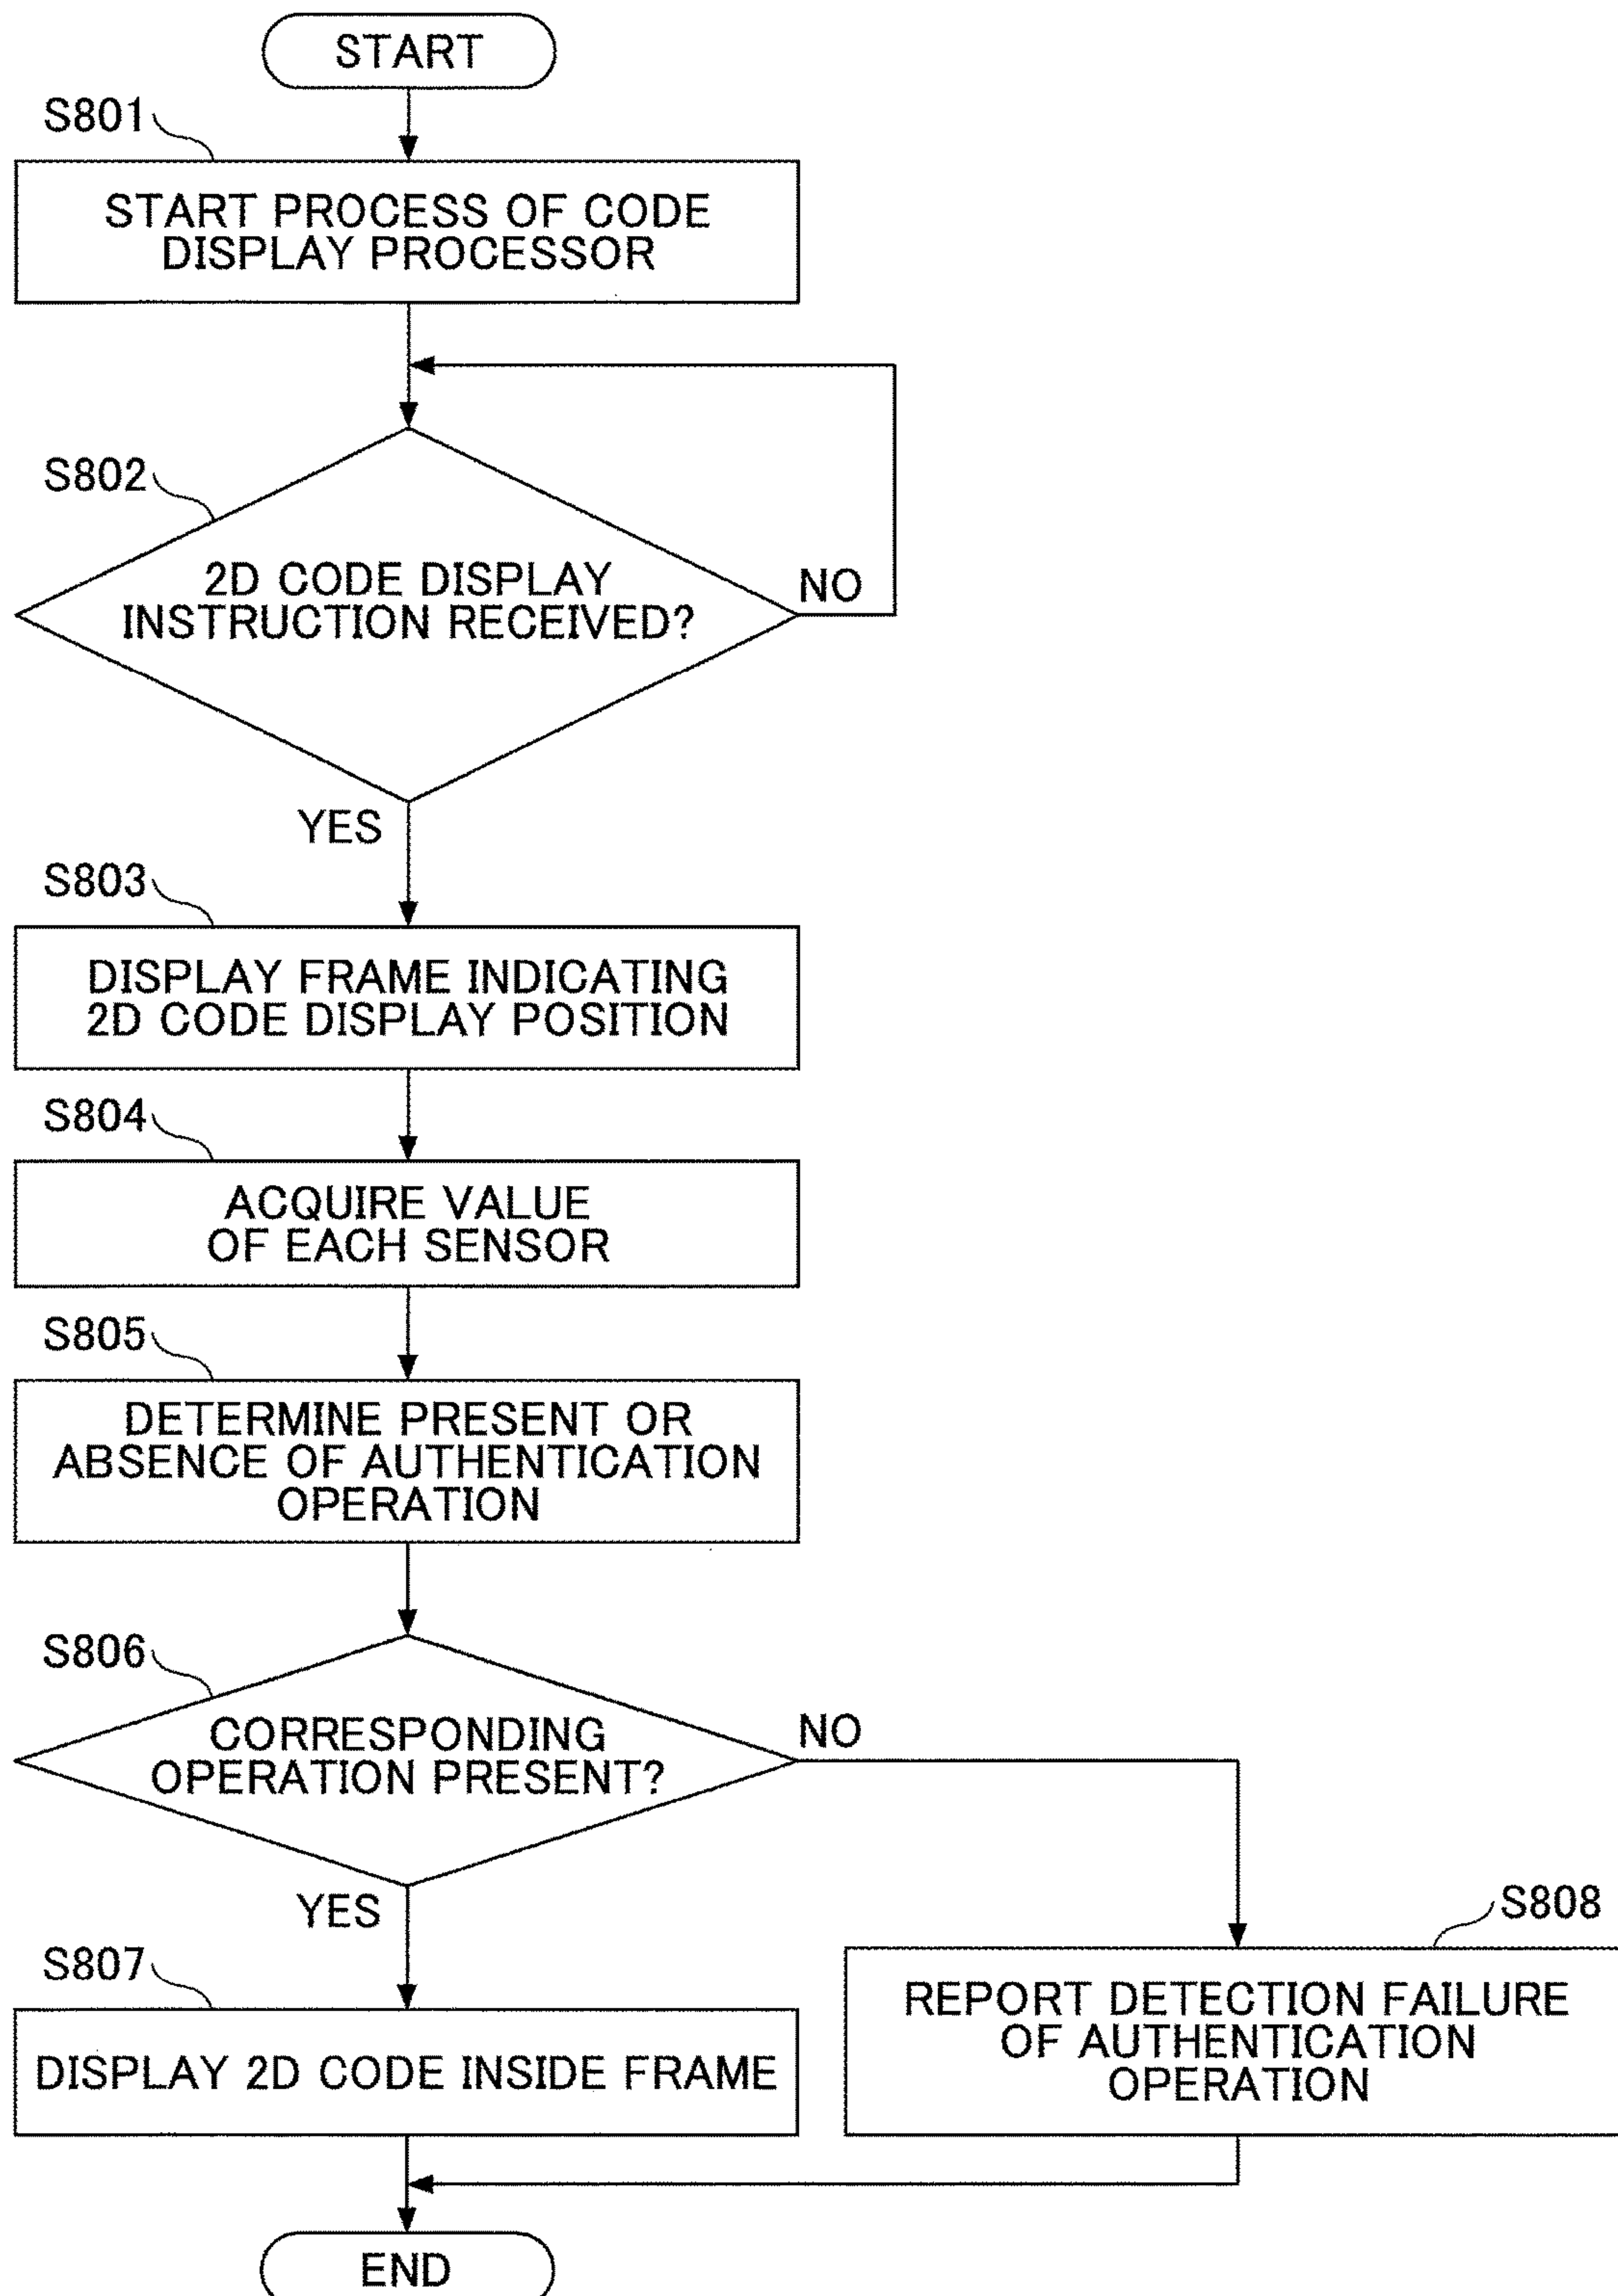 START
S801
START PROCESS OF CODE
DISPLAY PROCESSOR
S802
2D CODE DISPLAY
INSTRUCTION RECEIVED?
NO
YES
S803
DISPLAY FRAME INDICATING
2D CODE DISPLAY POSITION
S804
ACQUIRE VALUE
OF EACH SENSOR
S805
DETERMINE PRESENT OR
ABSENCE OF AUTHENTICATION
OPERATION
S806
CORRESPONDING
OPERATION PRESENT?
NO
YES
S807
DISPLAY 2D CODE INSIDE FRAME
S808
REPORT DETECTION FAILURE
OF AUTHENTICATION
OPERATION
END